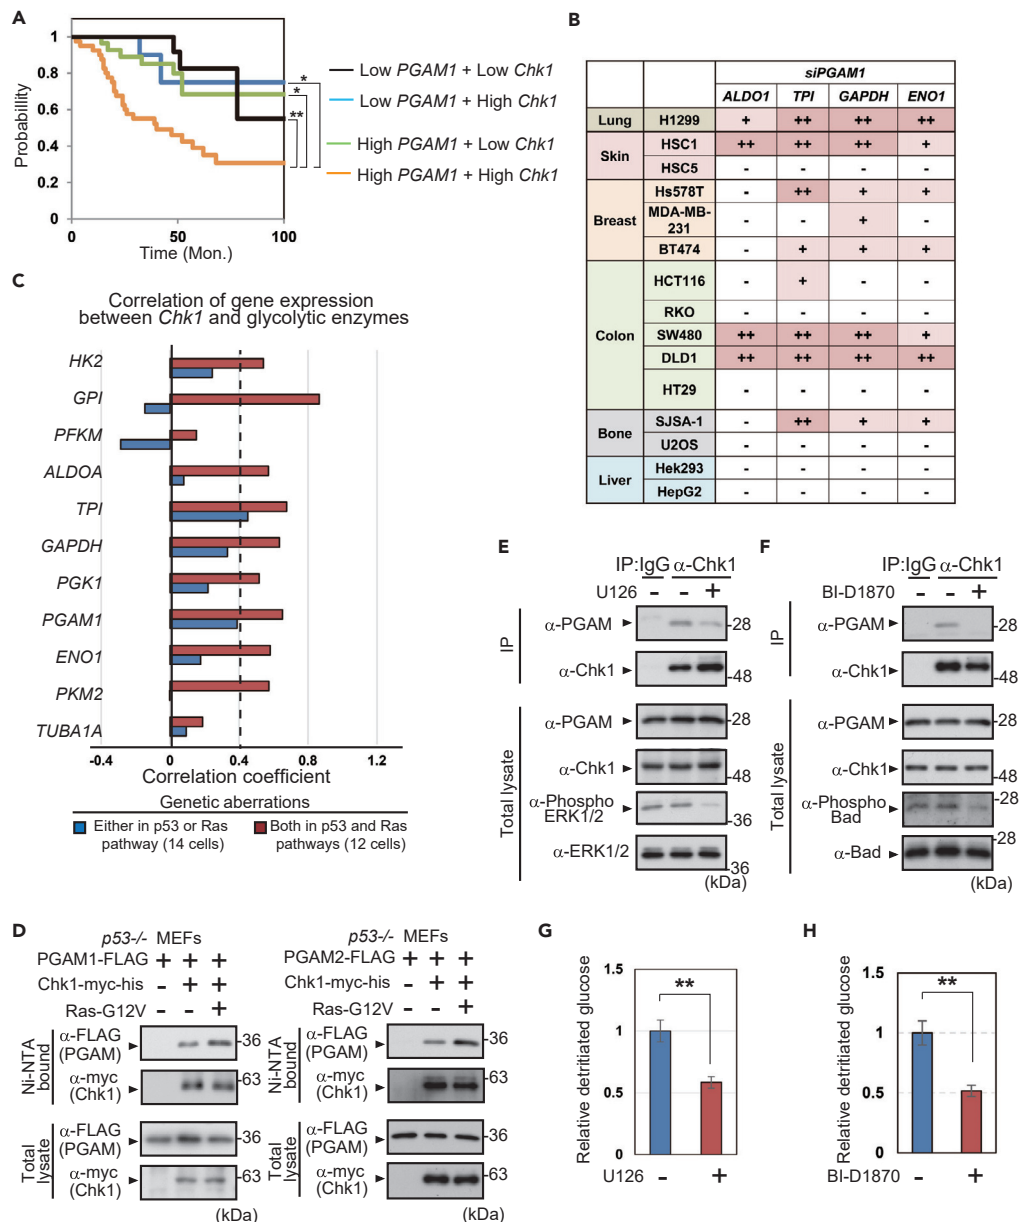 A
Probability
1
0.8
0.6
0.4
0.2
0
0
50
100
Time (Mon.)
*
*
**
Low PGAM1 + Low Chk1
Low PGAM1 + High Chk1
High PGAM1 + Low Chk1
High PGAM1 + High Chk1
B
siPGAM1
ALDO1 TPI GAPDH ENO1
Lung H1299 + ++ ++ ++
Skin HSC1 ++ ++ ++ +
HSC5 - - - -
Breast Hs578T - ++ + +
MDA-MB-
231 - - + -
BT474 - + + +
Colon HCT116 - + - -
RKO - - - -
SW480 ++ ++ ++ +
DLD1 ++ ++ ++ ++
HT29 - - - -
Bone SJSA-1 - ++ + +
U2OS - - - -
Liver Hek293 - - - -
HepG2 - - - -
C
Correlation of gene expression
between Chk1 and glycolytic enzymes
HK2
GPI
PFKM
ALDOA
TPI
GAPDH
PGK1
PGAM1
ENO1
PKM2
TUBA1A
-0.4 0 0.4 0.8 1.2
Correlation coefficient
Genetic aberrations
Either in p53 or Ras
pathway (14 cells)
Both in p53 and Ras
pathways (12 cells)
D
p53-/- MEFs
PGAM1-FLAG + + +
Chk1-myc-his - + +
Ras-G12V - - +
Ni-NTA
bound
α-FLAG
(PGAM)
-36
α-myc
(Chk1)
-63
Total
lysate
α-FLAG
(PGAM)
-36
α-myc
(Chk1)
-63
(kDa)
p53-/- MEFs
PGAM2-FLAG + + +
Chk1-myc-his - + +
Ras-G12V - - +
Ni-NTA
bound
α-FLAG
(PGAM)
-36
α-myc
(Chk1)
-63
Total
lysate
α-FLAG
(PGAM)
-36
α-myc
(Chk1)
-63
(kDa)
E
IP:IgG α-Chk1
U126 - - +
IP
α-PGAM
-28
α-Chk1
-48
Total lysate
α-PGAM
-28
α-Chk1
-48
α-Phospho
ERK1/2
-36
α-ERK1/2
-36
(kDa)
F
IP:IgG α-Chk1
BI-D1870 - - +
IP
α-PGAM
-28
α-Chk1
-48
Total lysate
α-PGAM
-28
α-Chk1
-48
α-Phospho
Bad
-28
α-Bad
-28
(kDa)
G
Relative detritiated glucose
1.5
1
0.5
0
**
U126 - +
H
Relative detritiated glucose
1.5
1
0.5
0
**
BI-D1870 - +